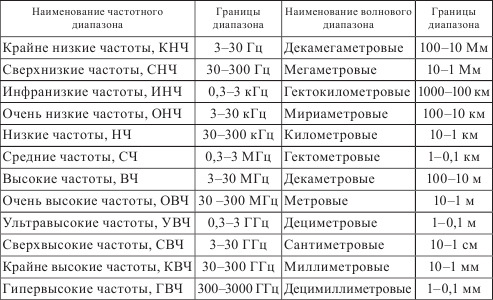 Наименование частотного диапазона | Границы диапазона | Наименование волнового диапазона | Границы диапазона
Крайне низкие частоты, КНЧ | 3–30 Гц | Декамегаметровые | 100–10 Мм
Сверхнизкие частоты, СНЧ | 30–300 Гц | Мегаметровые | 10–1 Мм
Инфранизкие частоты, ИНЧ | 0,3–3 кГц | Гектокилометровые | 1000–100 км
Очень низкие частоты, ОНЧ | 3–30 кГц | Мириаметровые | 100–10 км
Низкие частоты, НЧ | 30–300 кГц | Километровые | 10–1 км
Средние частоты, СЧ | 0,3–3 МГц | Гектометровые | 1–0,1 км
Высокие частоты, ВЧ | 3–30 МГц | Декаметровые | 100–10 м
Очень высокие частоты, ОВЧ | 30 –300 МГц | Метровые | 10–1 м
Ультравысокие частоты, УВЧ | 0,3–3 ГГц | Дециметровые | 1–0,1 м
Сверхвысокие частоты, СВЧ | 3–30 ГГц | Сантиметровые | 10–1 см
Крайне высокие частоты, КВЧ | 30–300 ГГц | Миллиметровые | 10–1 мм
Гипервысокие частоты, ГВЧ | 300–3000 ГГц | Децимиллиметровые | 1–0,1 мм